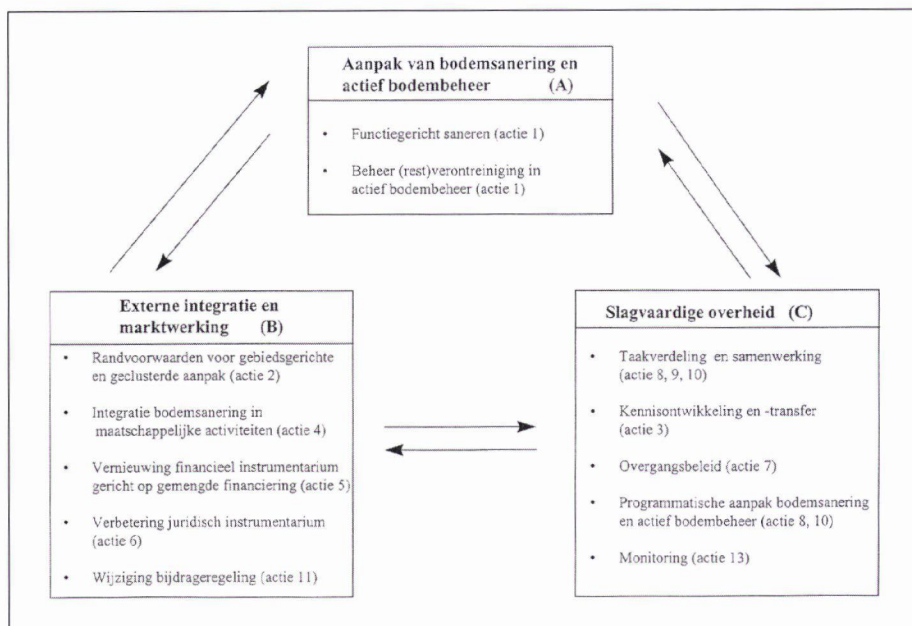 Aanpak van bodemsanering en
actief bodembeheer (A)
• Functiegericht saneren (actie 1)
• Beheer (rest)verontreiniging in
actief bodembeheer (actie 1)
Externe integratie en
marktwerking (B)
• Randvoorwaarden voor gebiedsgerichte
en geclusterde aanpak (actie 2)
• Integratie bodemsanering in
maatschappelijke activiteiten (actie 4)
• Vernieuwing financieel instrumentarium
gericht op gemengde financiering (actie 5)
• Verbetering juridisch instrumentarium
(actie 6)
• Wijziging bijdrageregeling (actie 11)
Slagvaardige overheid (C)
• Taakverdeling en samenwerking
(actie 8, 9, 10)
• Kennisontwikkeling en -transfer
(actie 3)
• Overgangsbeleid (actie 7)
• Programmatische aanpak bodemsanering
en actief bodembeheer (actie 8, 10)
• Monitoring (actie 13)